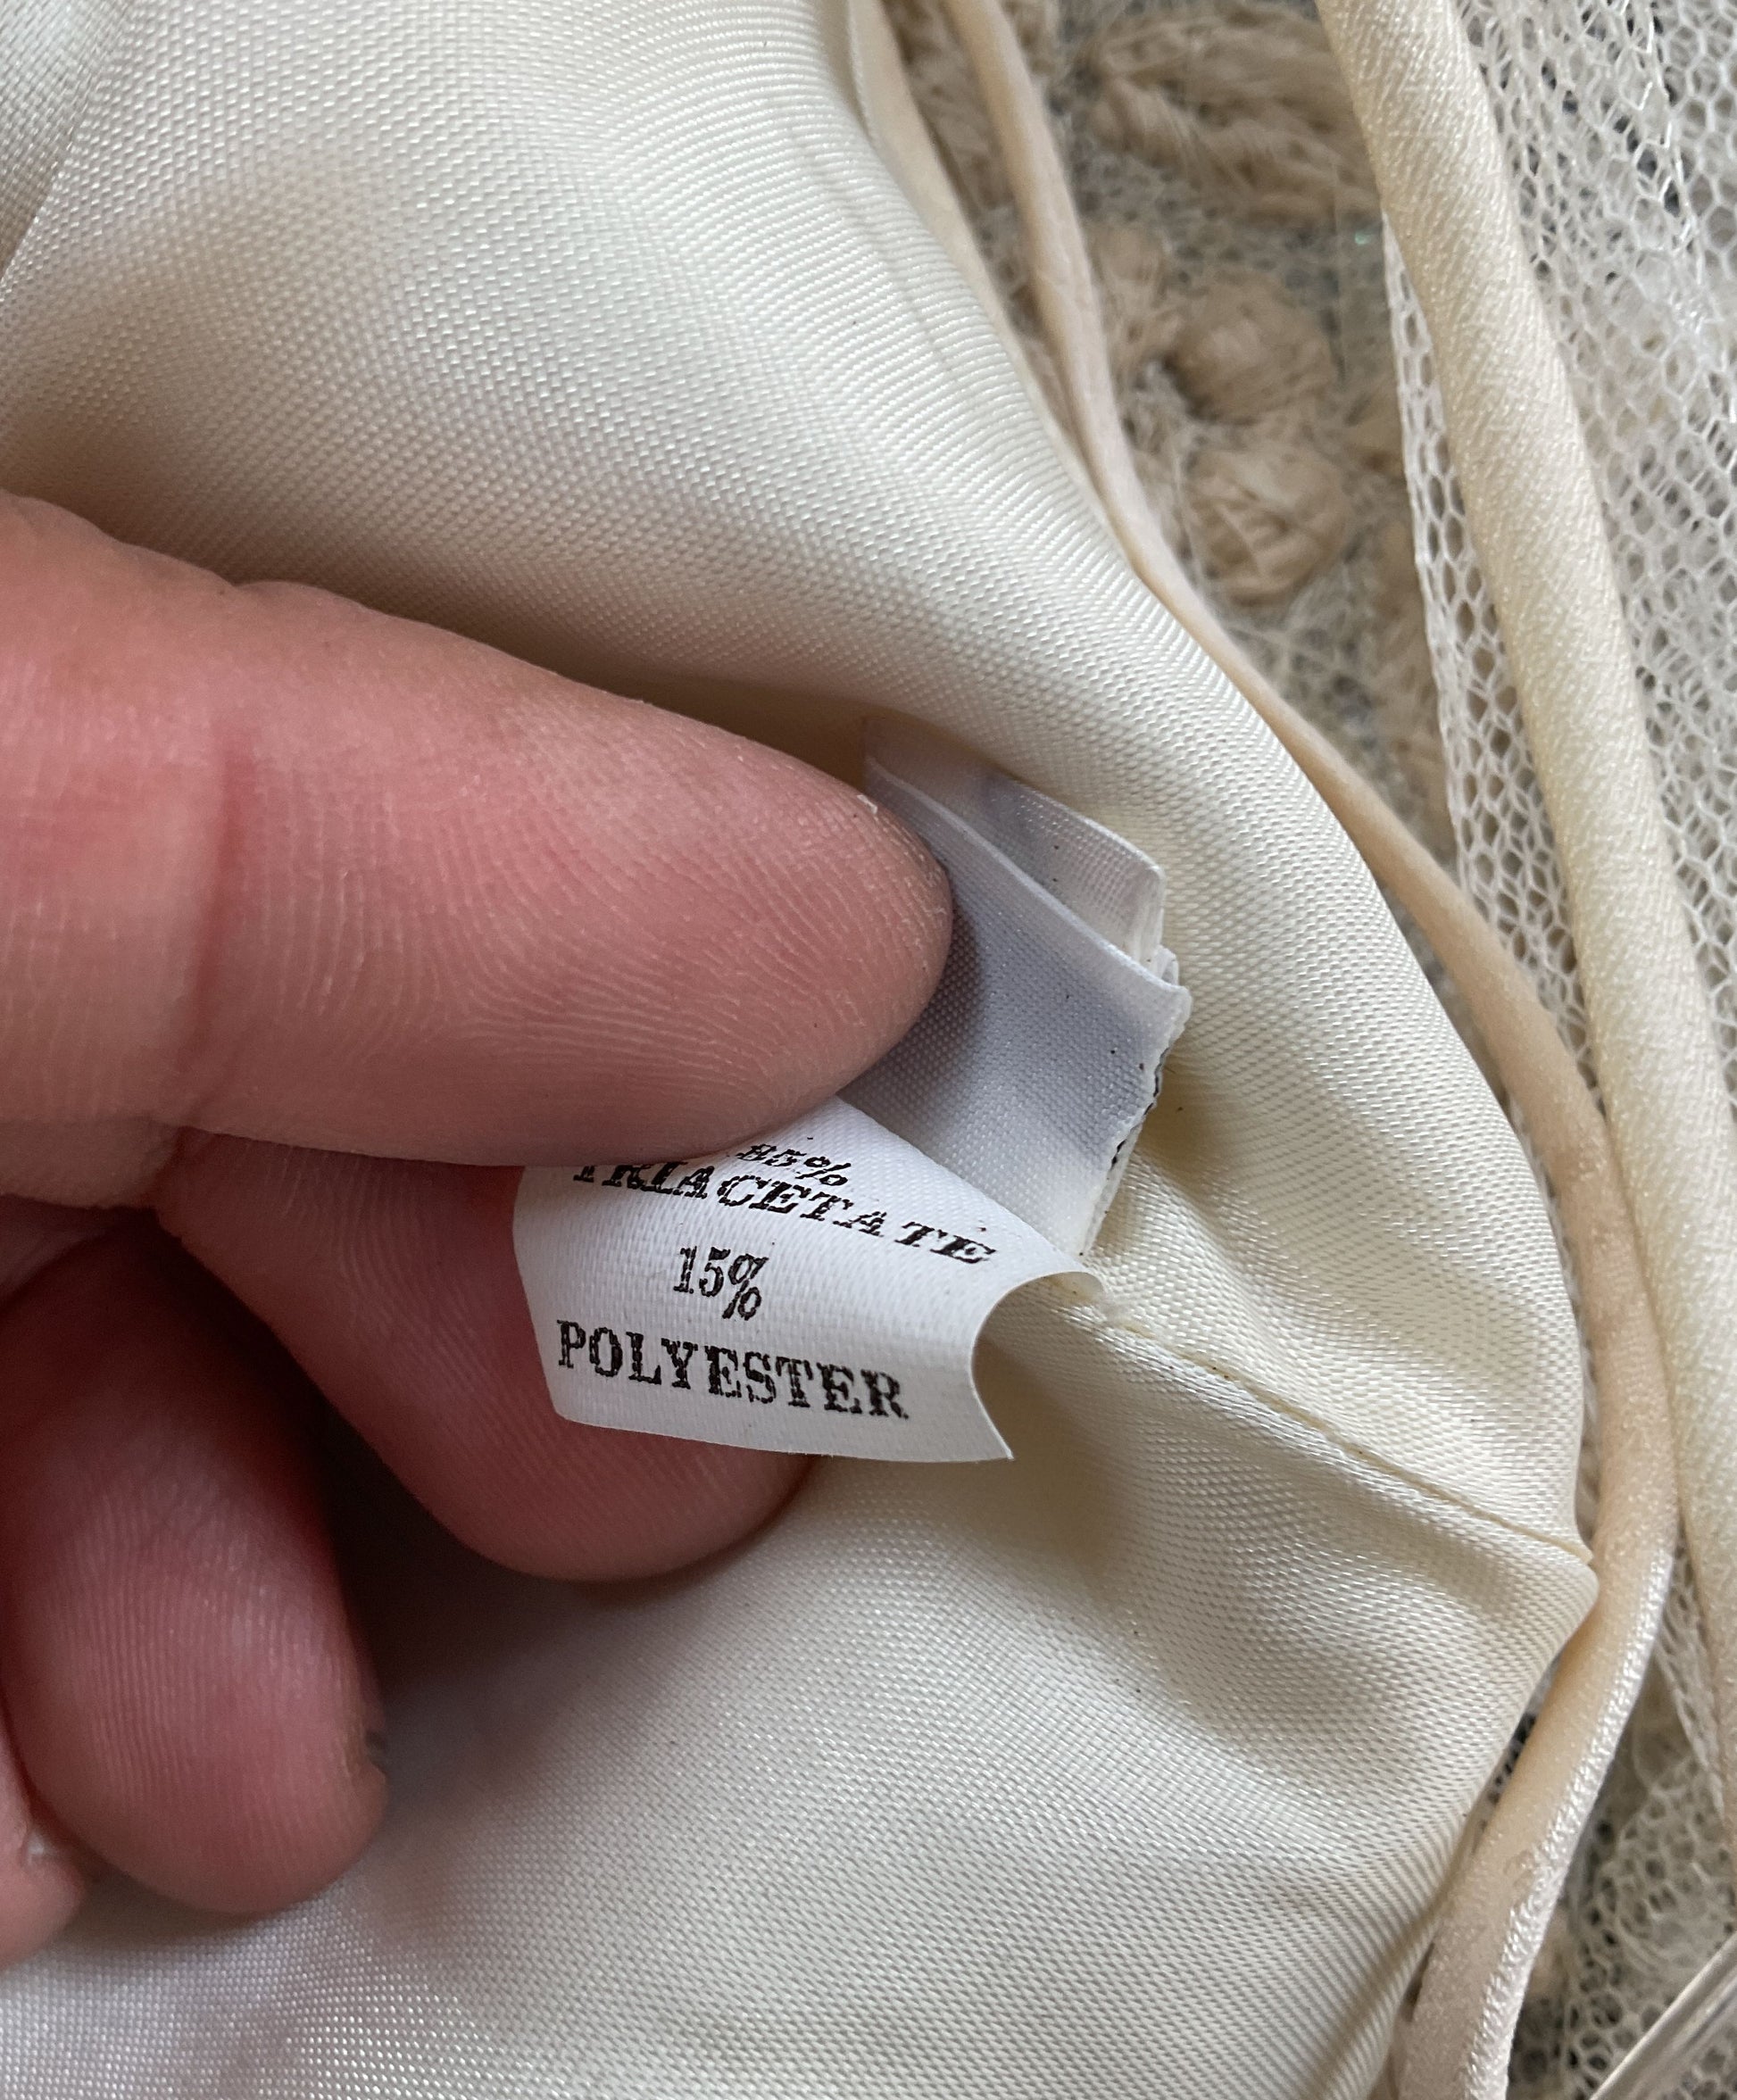 85%
TRIACETATE
15%
POLYESTER